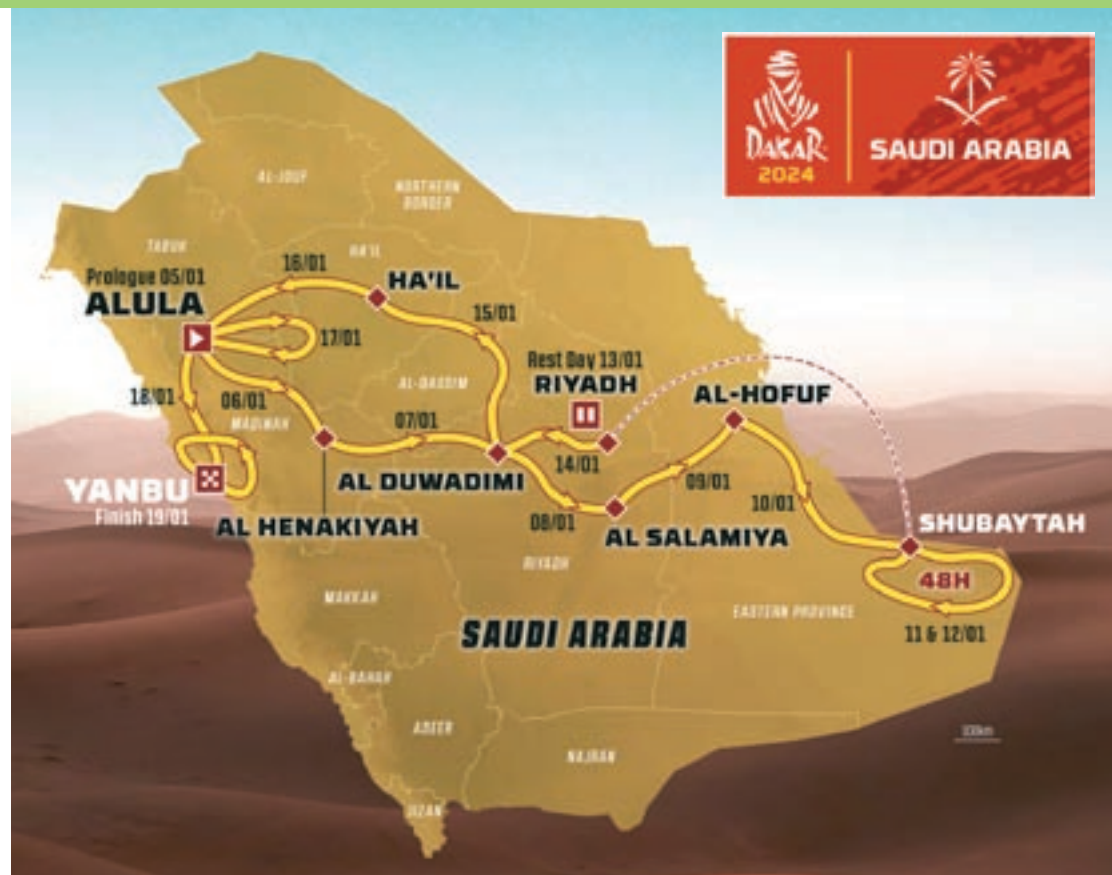 DAKAR
2024
SAUDI ARABIA
AL-JOUF
NORTHERN
BORDER
TABUK
HA'IL
Prologue 05/01
ALULA
16/01
HA'IL
15/01
17/01
Rest Day 13/01
RIYADH
AL-QASSIM
AL-HOFUF
18/01
06/01
MADINAH
07/01
14/01
YANBU
Finish 19/01
AL DUWADIMI
09/01
10/01
AL HENAKIYAH
08/01
AL SALAMIYA
SHUBAYTAH
48H
RIYADH
MAKKAH
EASTERN PROVINCE
11 & 12/01
SAUDI ARABIA
AL-BAHAH
ASEER
NAJRAN
100km
JIZAN